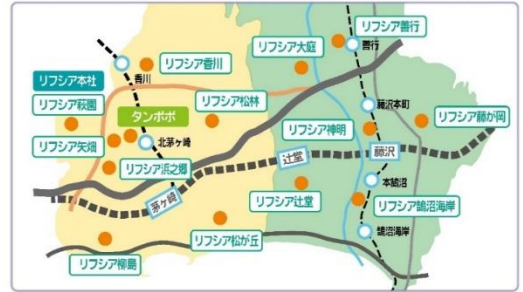 リフシア善行
善行
リフシア大庭
リフシア香川
香川
リフシア本社
リフシア萩園
タンポポ
リフシア松林
藤沢本町
リフシア藤が岡
リフシア神明
リフシア矢畑
北茅ヶ崎
辻堂
藤沢
リフシア浜之郷
本鵠沼
茅ヶ崎
リフシア辻堂
リフシア鵠沼海岸
リフシア松が丘
鵠沼海岸
リフシア柳島